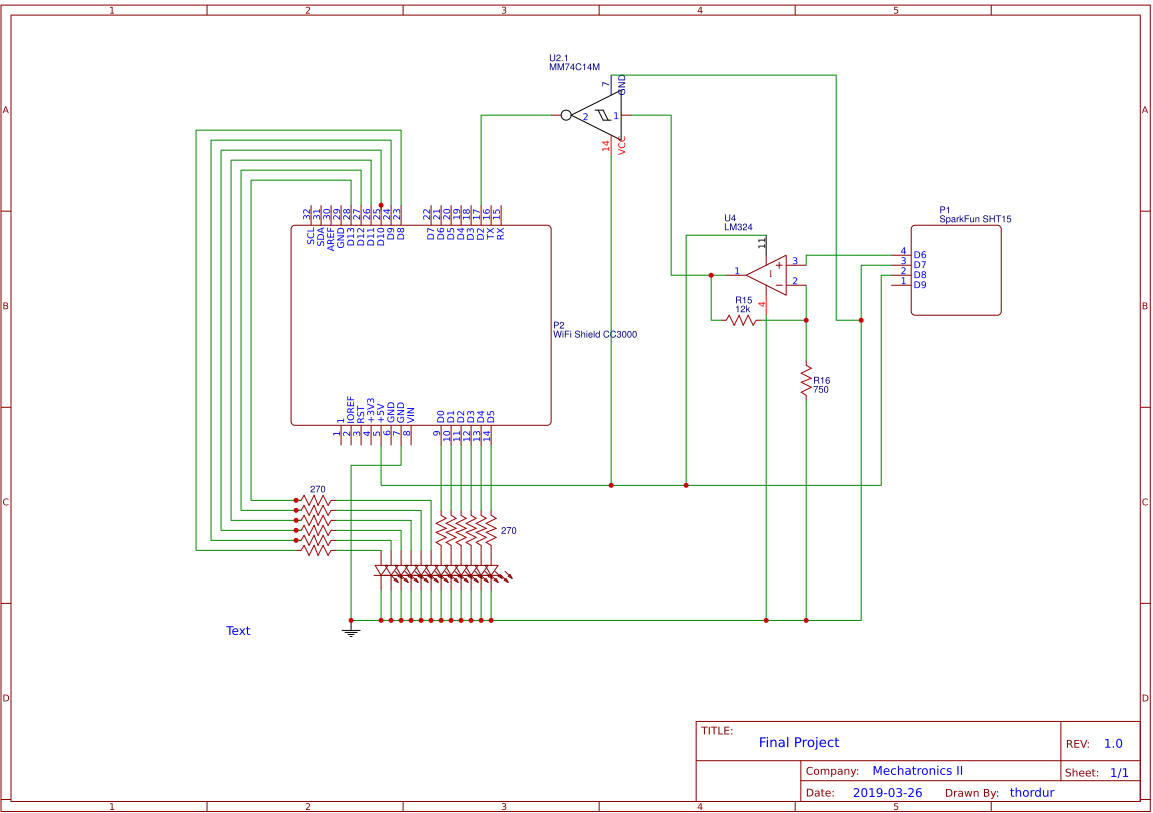 1 2 3 4 5
A A
B B
C C
D D
U2.1
MM74C14M
7 GND
2 1
14 VCC
32 31 30 29 28 27 26 25 24 23 22 21 20 19 18 17 16 15
SCL SDA AREF GND D13 D12 D11 D10 D9 D8 D7 D6 D5 D4 D3 D2 TX RX
P1
SparkFun SHT15
4 D6
3 D7
2 D8
1 D9
U4
LM324
11
1 1 + 3
− 2
4
R15
12k
P2
WiFi Shield CC3000
R16
750
1 IOREF RST +3V3 +5V GND GND VIN D0 D1 D2 D3 D4 D5
1 2 3 4 5 6 7 8 9 10 11 12 13 14
270
270
Text
TITLE:
Final Project
REV: 1.0
Company: Mechatronics II
Sheet: 1/1
Date: 2019-03-26 Drawn By: thordur
1 2 3 4 5